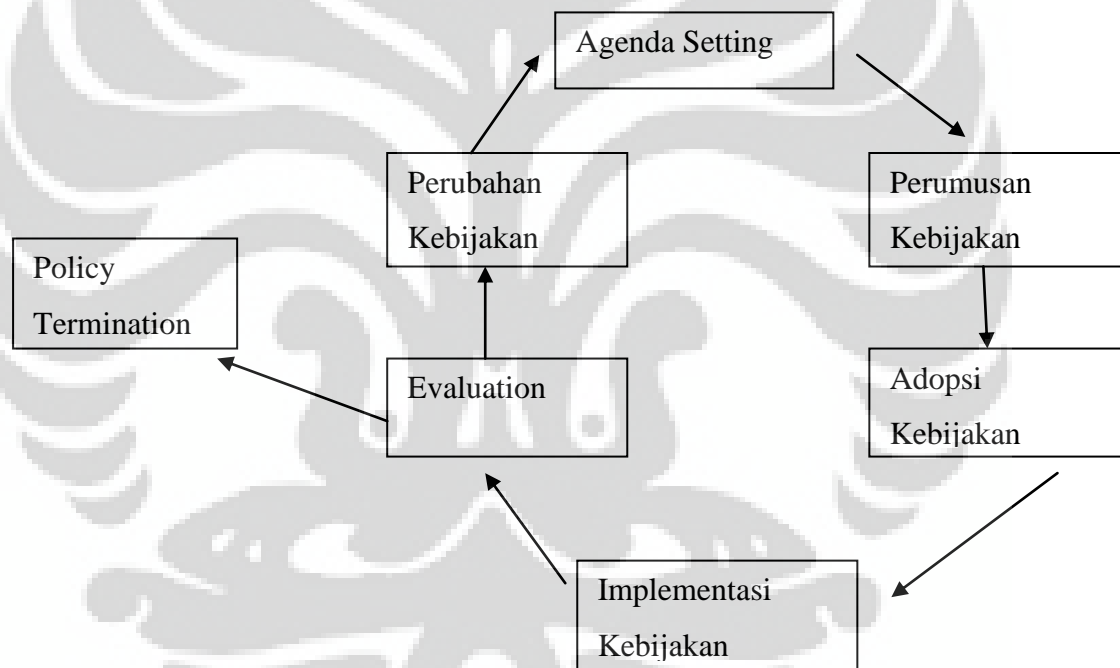 Agenda Setting
Perubahan
Kebijakan
Perumusan
Kebijakan
Policy
Termination
Evaluation
Adopsi
Kebijakan
Implementasi
Kebijakan